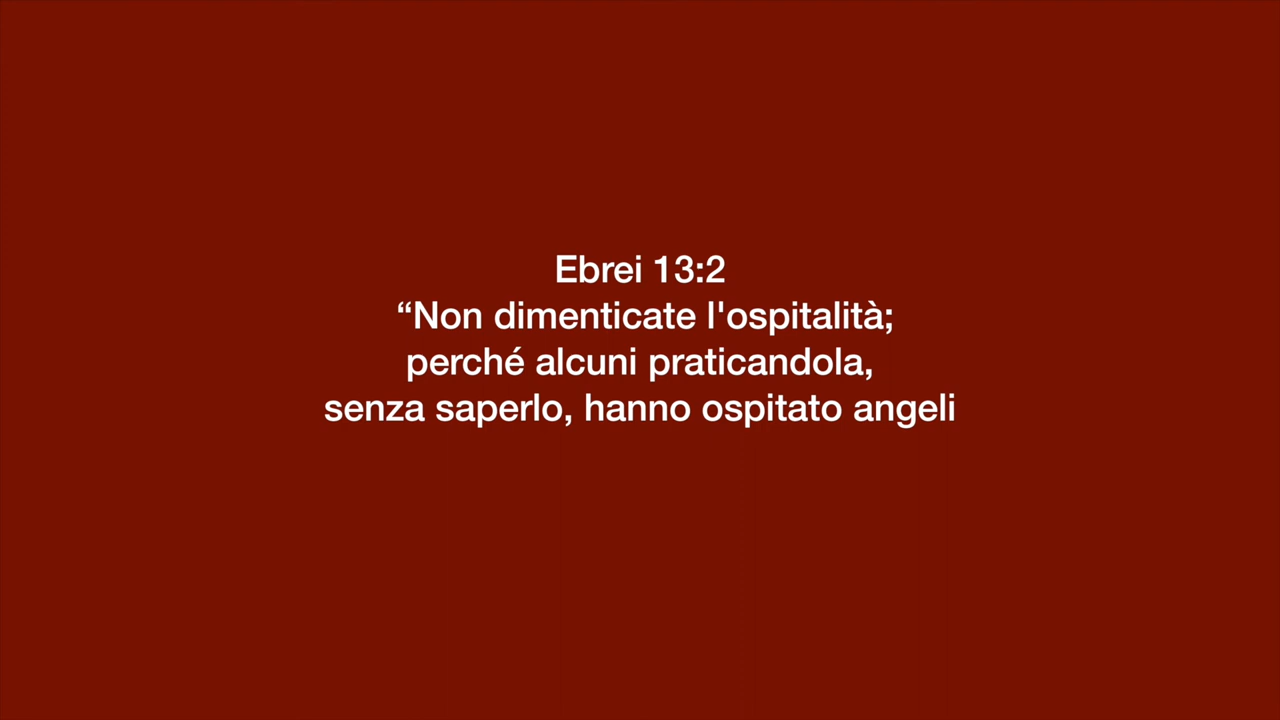 Ebrei 13:2
“Non dimenticate l'ospitalità;
perché alcuni praticandola,
senza saperlo, hanno ospitato angeli